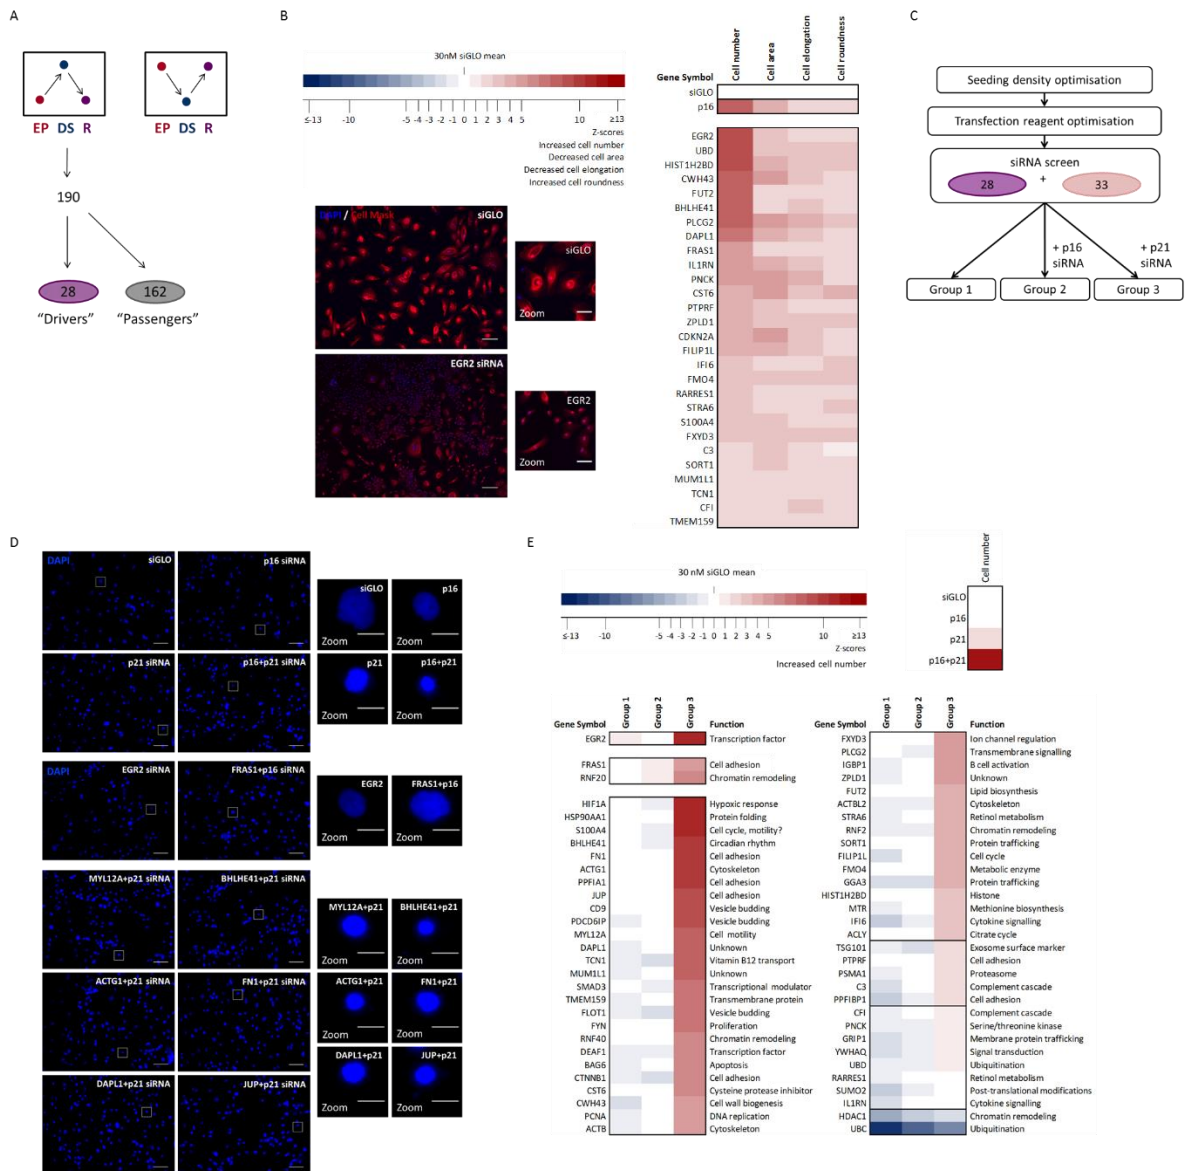 A
EP DS R
190
28
162
"Drivers"
"Passengers"
B
30nM siGLO mean
≤-13 -10 -5 -4 -3 -2 -1 0 1 2 3 4 5 10 ≥13
Z-scores
Increased cell number
Decreased cell area
Decreased cell elongation
Increased cell roundness
DAPI / Cell Mask
siGLO
siGLO
Zoom
EGR2 siRNA
EGR2
Zoom
Gene Symbol
Cell number
Cell area
Cell elongation
Cell roundness
siGLO
p16
EGR2
UBD
HIST1H2BD
CWH43
FUT2
BHLHE41
PLCG2
DAPL1
FRAS1
IL1RN
PNCK
CST6
PTPRF
ZPLD1
CDKN2A
FILIP1L
IFI6
FMO4
RARRES1
STRA6
S100A4
FXYD3
C3
SORT1
MUM1L1
TCN1
CFI
TMEM159
C
Seeding density optimisation
Transfection reagent optimisation
siRNA screen
28 + 33
+ p16 siRNA
+ p21 siRNA
Group 1
Group 2
Group 3
D
DAPI siGLO
p16 siRNA
p21 siRNA
p16+p21 siRNA
siGLO
Zoom
p16
Zoom
p21
Zoom
p16+p21
Zoom
DAPI
EGR2 siRNA
FRAS1+p16 siRNA
EGR2
Zoom
FRAS1+p16
Zoom
MYL12A+p21 siRNA
BHLHE41+p21 siRNA
MYL12A+p21
Zoom
BHLHE41+p21
Zoom
ACTG1+p21 siRNA
FN1+p21 siRNA
ACTG1+p21
Zoom
FN1+p21
Zoom
DAPL1+p21 siRNA
JUP+p21 siRNA
DAPL1+p21
Zoom
JUP+p21
Zoom
E
30 nM siGLO mean
≤-13 -10 -5 -4 -3 -2 -1 0 1 2 3 4 5 10 ≥13
Z-scores
Increased cell number
Cell number
siGLO
p16
p21
p16+p21
Gene Symbol Group 1 Group 2 Group 3 Function
EGR2 Transcription factor
FRAS1 Cell adhesion
RNF20 Chromatin remodeling
HIF1A Hypoxic response
HSP90AA1 Protein folding
S100A4 Cell cycle, motility?
BHLHE41 Circadian rhythm
FN1 Cell adhesion
ACTG1 Cytoskeleton
PPFIA1 Cell adhesion
JUP Cell adhesion
CD9 Vesicle budding
PDCD6IP Vesicle budding
MYL12A Cell motility
DAPL1 Unknown
TCN1 Vitamin B12 transport
MUM1L1 Unknown
SMAD3 Transcriptional modulator
TMEM159 Transmembrane protein
FLOT1 Vesicle budding
FYN Proliferation
RNF40 Chromatin remodeling
DEAF1 Transcription factor
BAG6 Apoptosis
CTNNB1 Cell adhesion
CST6 Cysteine protease inhibitor
CWH43 Cell wall biogenesis
PCNA DNA replication
ACTB Cytoskeleton
Gene Symbol Group 1 Group 2 Group 3 Function
FXYD3 Ion channel regulation
PLCG2 Transmembrane signalling
IGBP1 B cell activation
ZPLD1 Unknown
FUT2 Lipid biosynthesis
ACTBL2 Cytoskeleton
STRA6 Retinol metabolism
RNF2 Chromatin remodeling
SORT1 Protein trafficking
FILIP1L Cell cycle
FMO4 Metabolic enzyme
GGA3 Protein trafficking
HIST1H2BD Histone
MTR Methionine biosynthesis
IFI6 Cytokine signalling
ACLY Citrate cycle
TSG101 Exosome surface marker
PTPRF Cell adhesion
PSMA1 Proteasome
C3 Complement cascade
PPFIBP1 Cell adhesion
CFI Complement cascade
PNCK Serine/threonine kinase
GRIP1 Membrane protein trafficking
YWHAQ Signal transduction
UBD Ubiquitination
RARRES1 Retinol metabolism
SUMO2 Post-translational modifications
IL1RN Cytokine signalling
HDAC1 Chromatin remodeling
UBC Ubiquitination